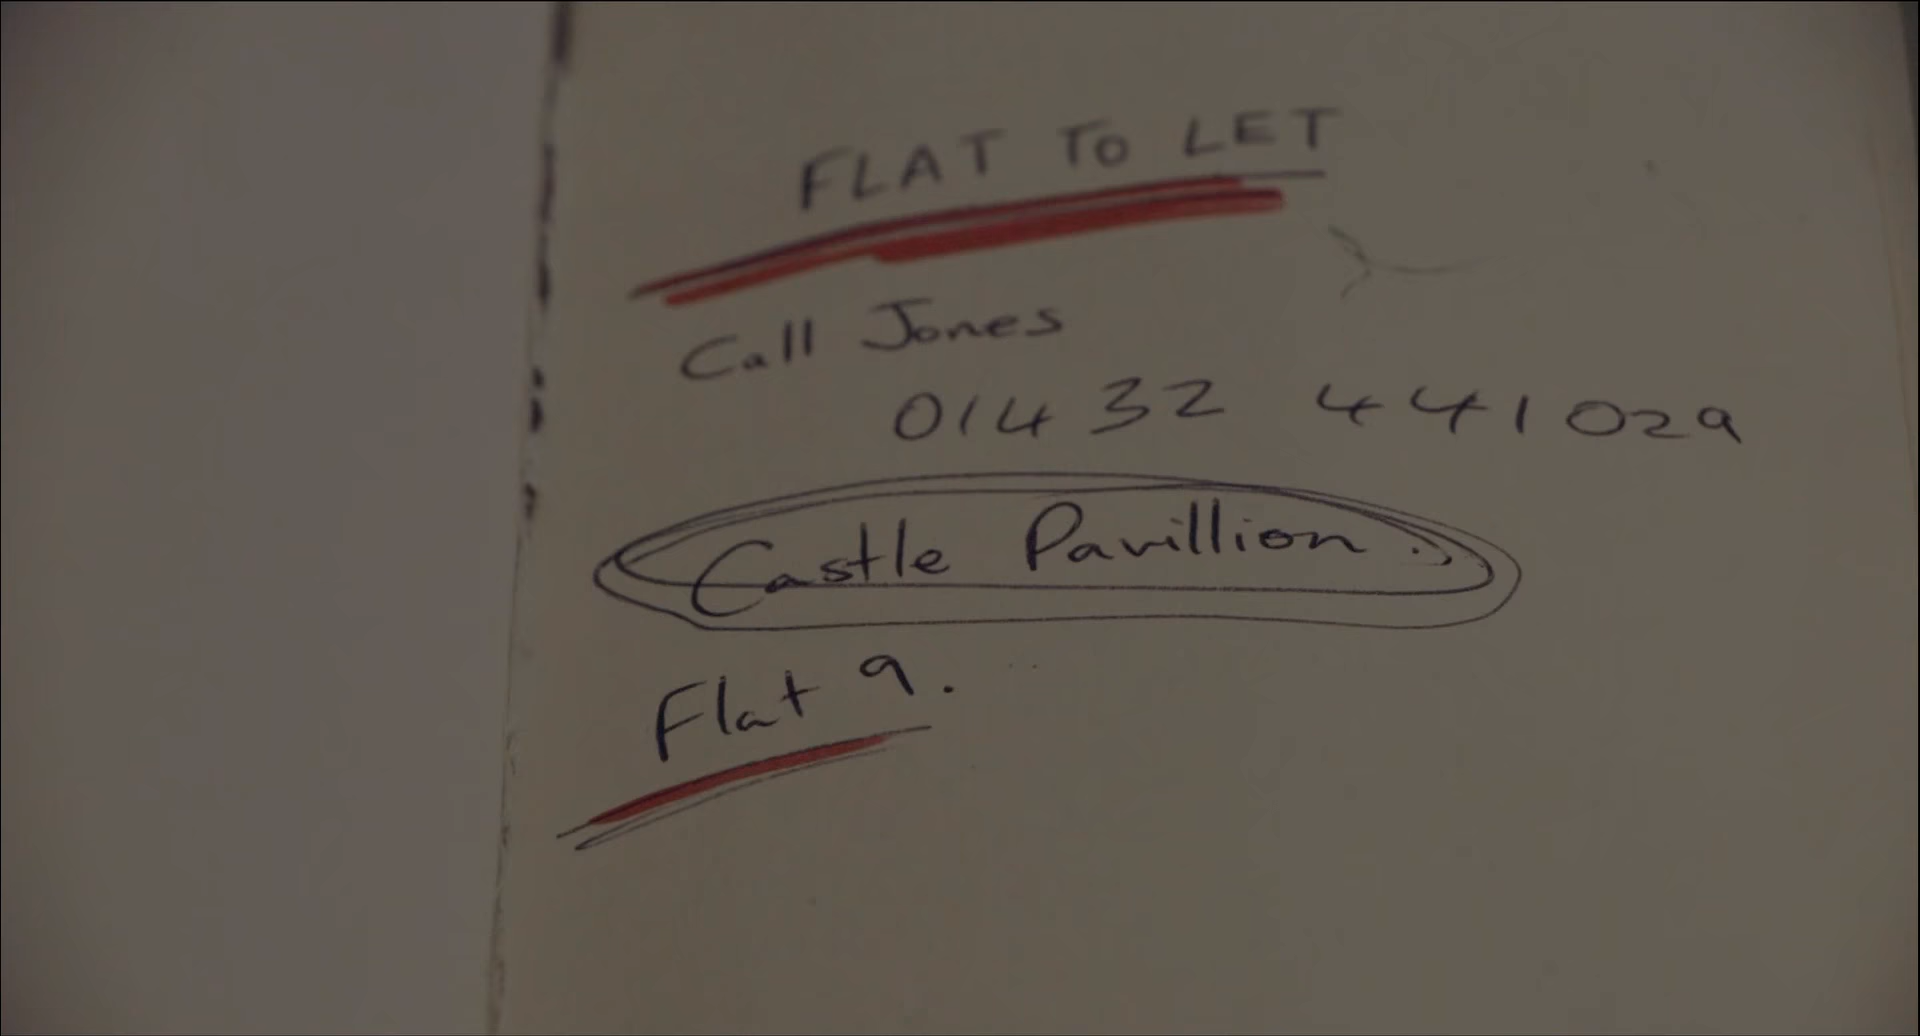 FLAT TO LET
Call Jones
01432 441029
Castle Pavillion.
Flat 9.